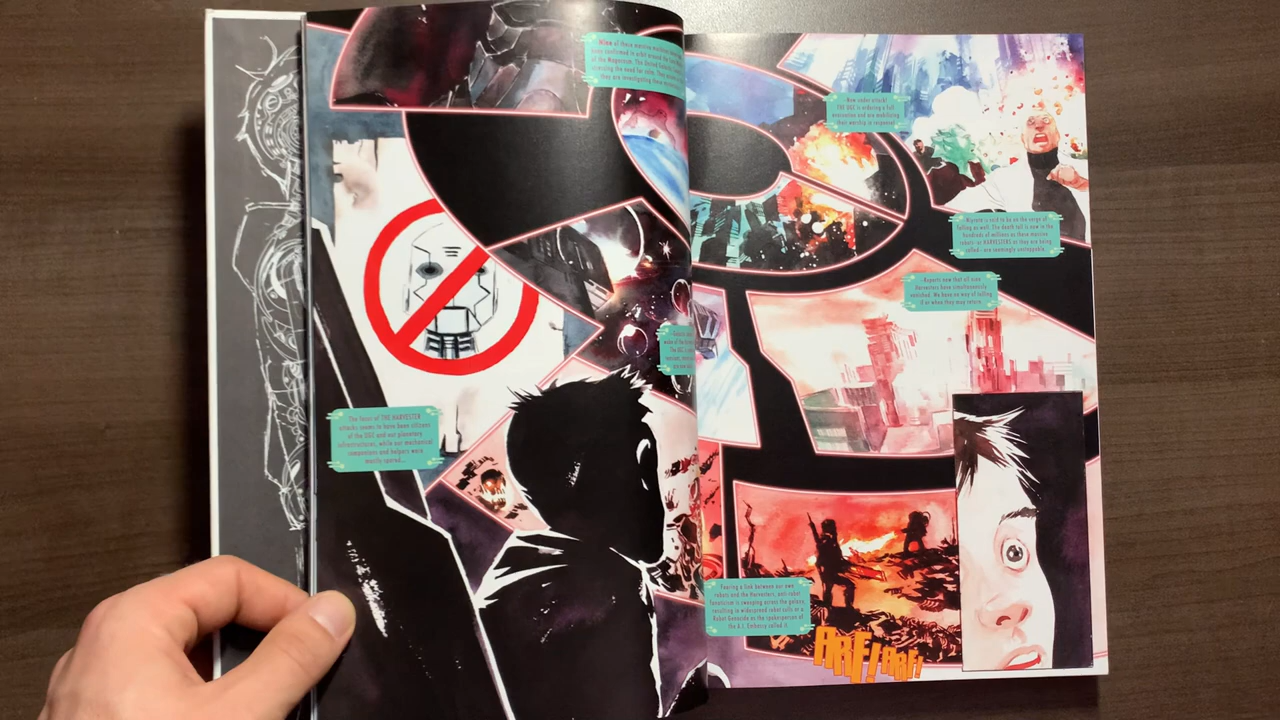 Nine of these massive machines
been confirmed in orbit around the
of the Megacosm. The United Galactic
the need for calm. They
they are investigating these
The focus of THE HARVESTER
attacks seems to have been citizens
of the UGC and our planetary
infrastructures, while our mechanical
companions and helpers were
mostly spared...
Now under attack!
THE UGC is ordering a full
evacuation and are mobilizing
their warship in response!
is said to be on the verge of
falling as well. The death toll is now in the
hundreds of millions as these massive
robots- or HARVESTERS as they are being
called- are seemingly unstoppable.
Reports now that all nine
Harvesters have simultaneously
vanished. We have no way of telling
if or when they may return.
Fearing a link between our own
robots and the Harvesters, anti-robot
fanaticism is sweeping across the galaxy,
resulting in widespread robot culls or a
Robot Genocide as the spokesperson of
the A.I. Embassy called it.
ARF! ARF!